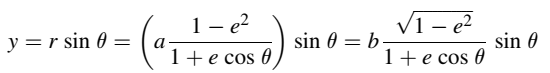 y = r sin θ = (a (1 − e²)/(1 + e cos θ)) sin θ = b (√(1 − e²))/(1 + e cos θ) sin θ